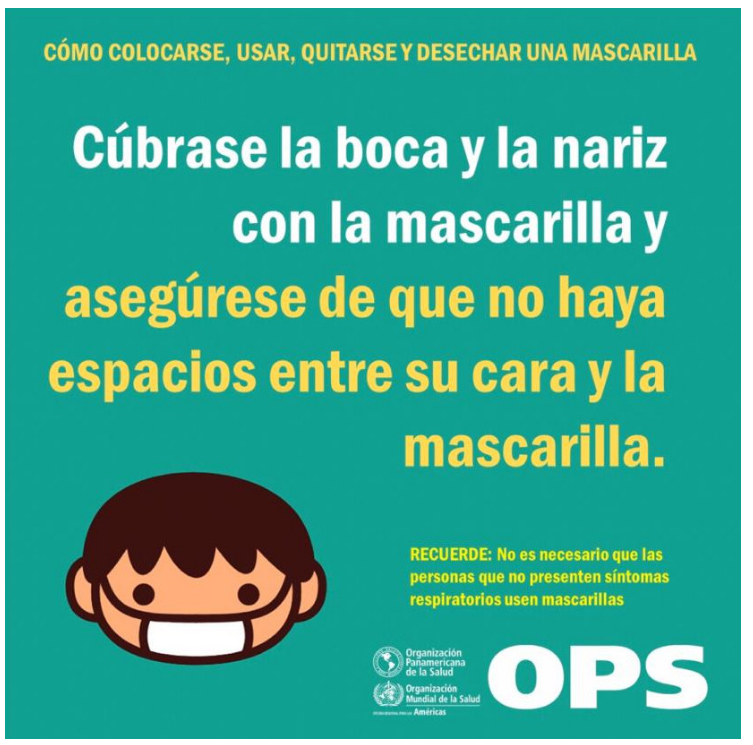 CÓMO COLOCARSE, USAR, QUITARSE Y DESECHAR UNA MASCARILLA
Cúbrase la boca y la nariz
con la mascarilla y
asegúrese de que no haya
espacios entre su cara y la
mascarilla.
RECUERDE: No es necesario que las
personas que no presenten síntomas
respiratorios usen mascarillas
Organización
Panamericana
de la Salud
Organización
Mundial de la Salud
Américas
OPS